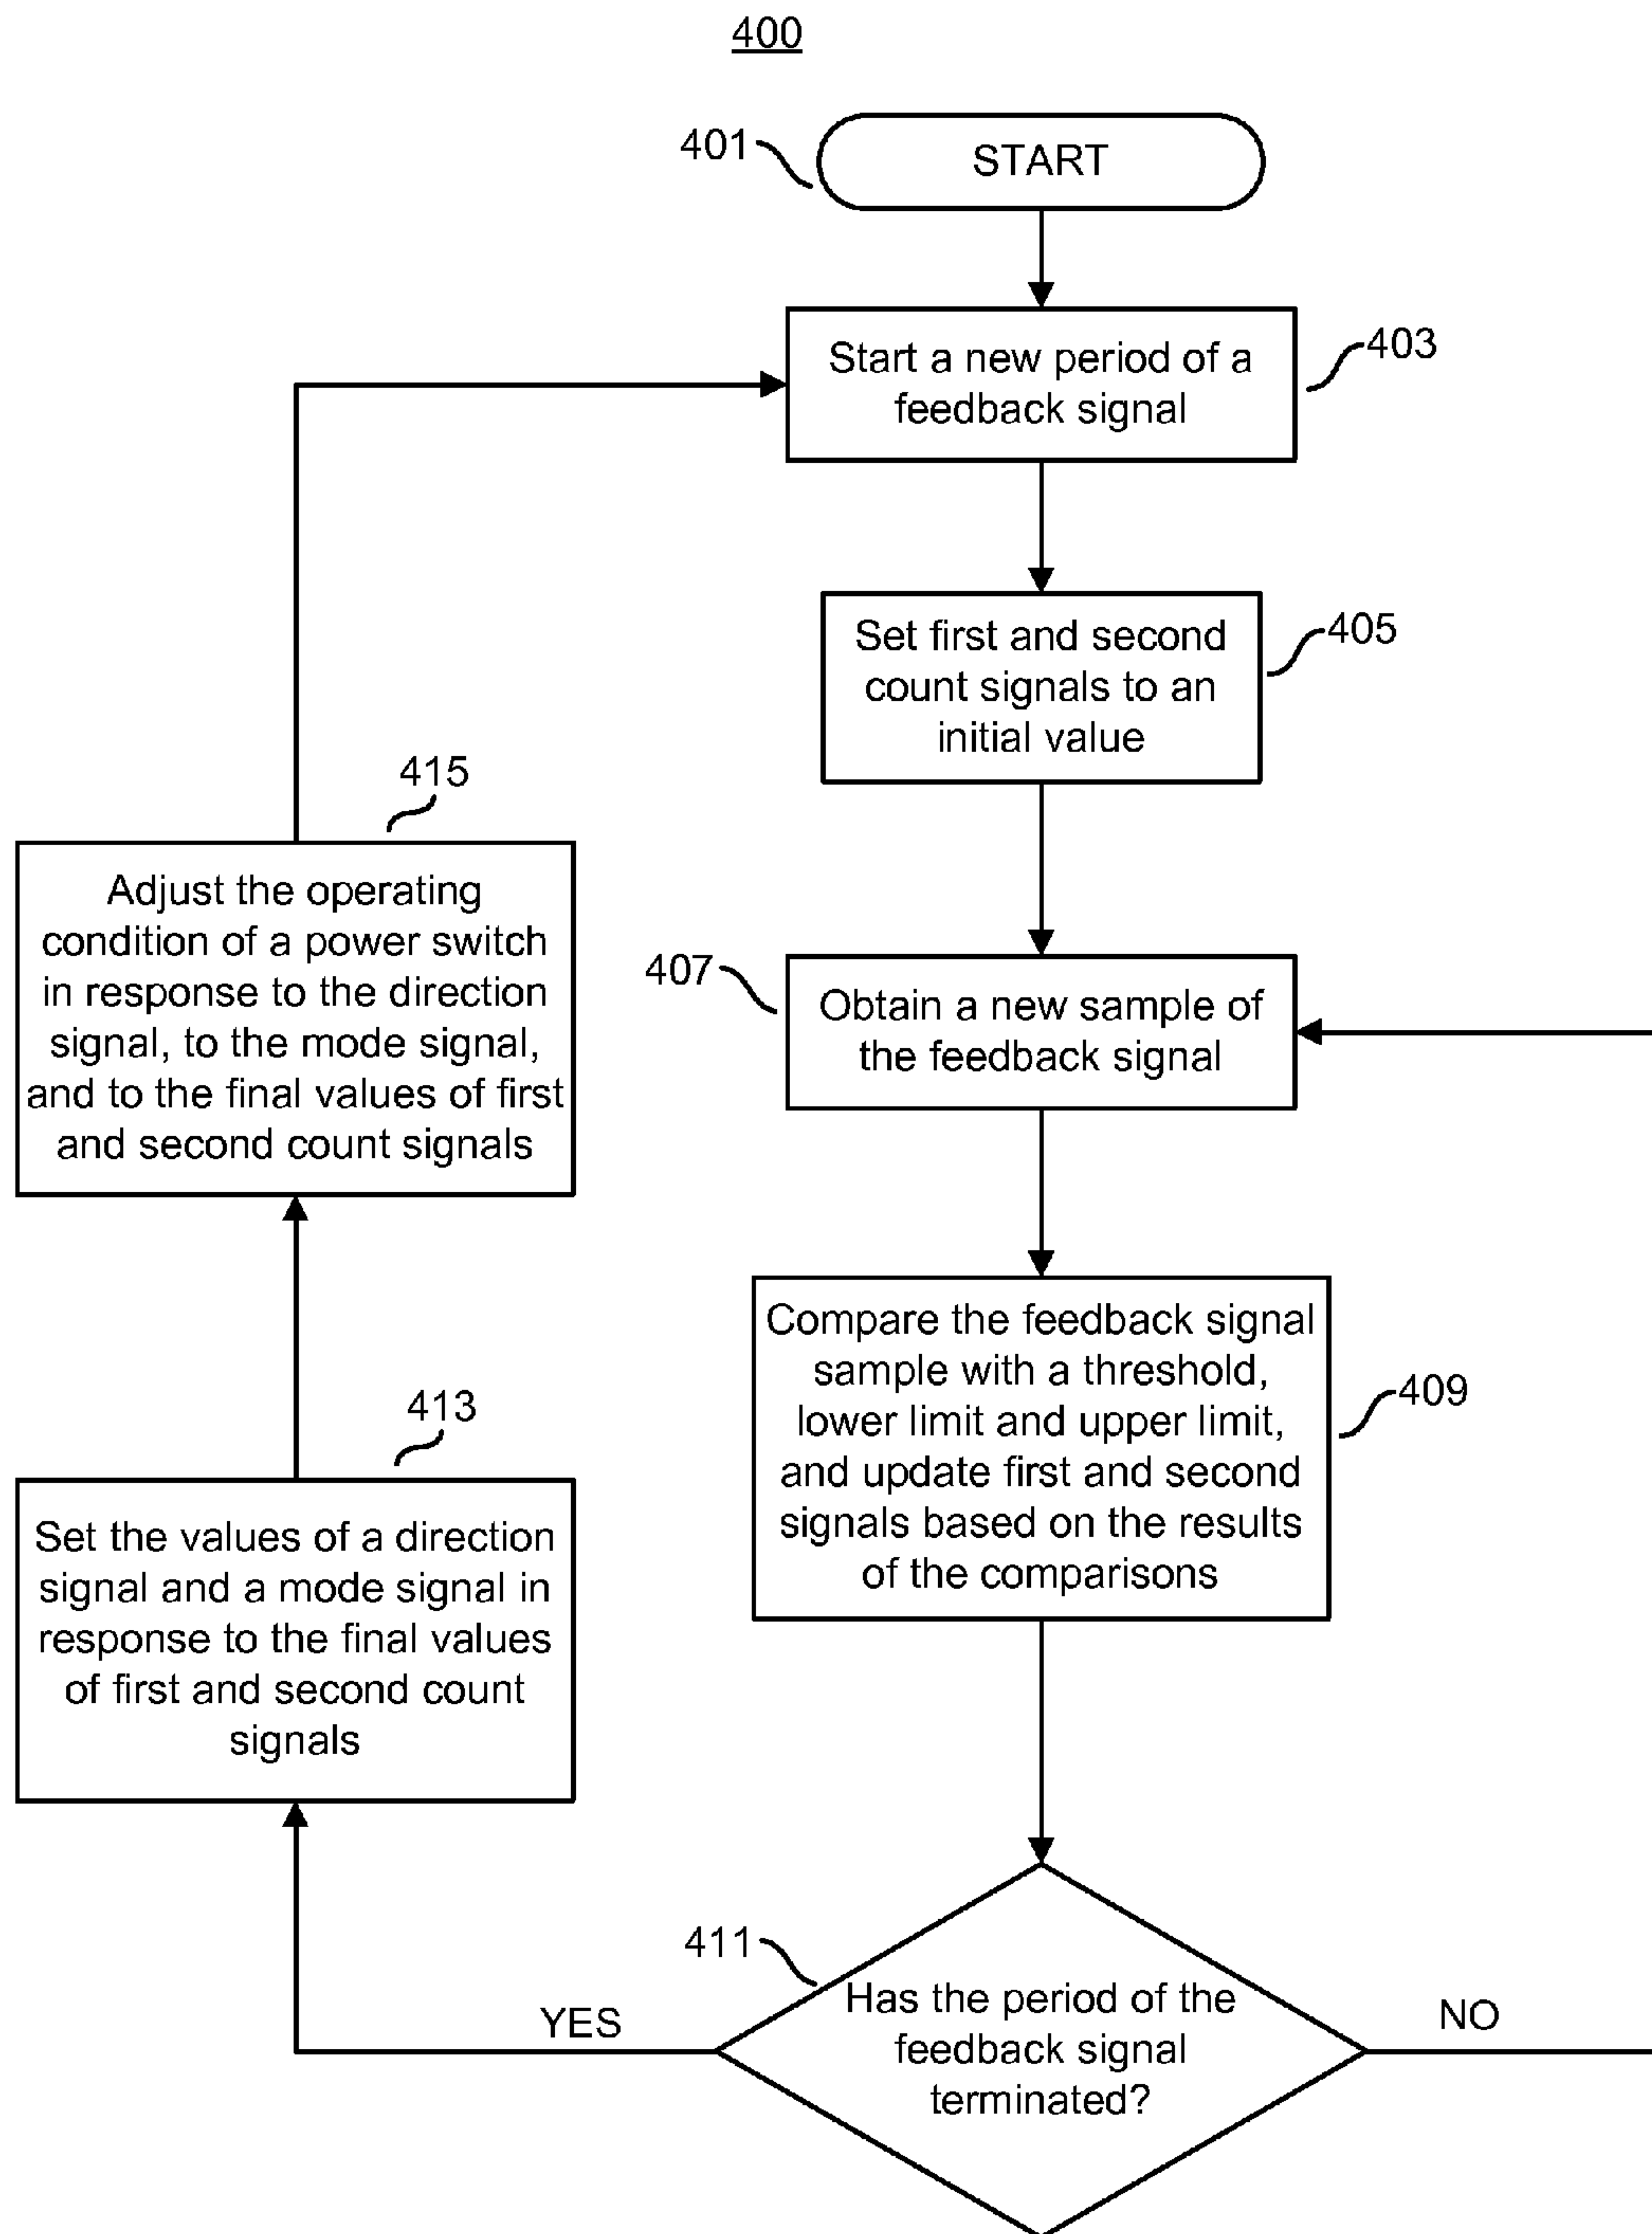 400
401
START
Start a new period of a
feedback signal
403
Set first and second
count signals to an
initial value
405
415
Adjust the operating
condition of a power switch
in response to the direction
signal, to the mode signal,
and to the final values of first
and second count signals
407
Obtain a new sample of
the feedback signal
Compare the feedback signal
sample with a threshold,
lower limit and upper limit,
and update first and second
signals based on the results
of the comparisons
409
413
Set the values of a direction
signal and a mode signal in
response to the final values
of first and second count
signals
411
Has the period of the
feedback signal
terminated?
YES
NO